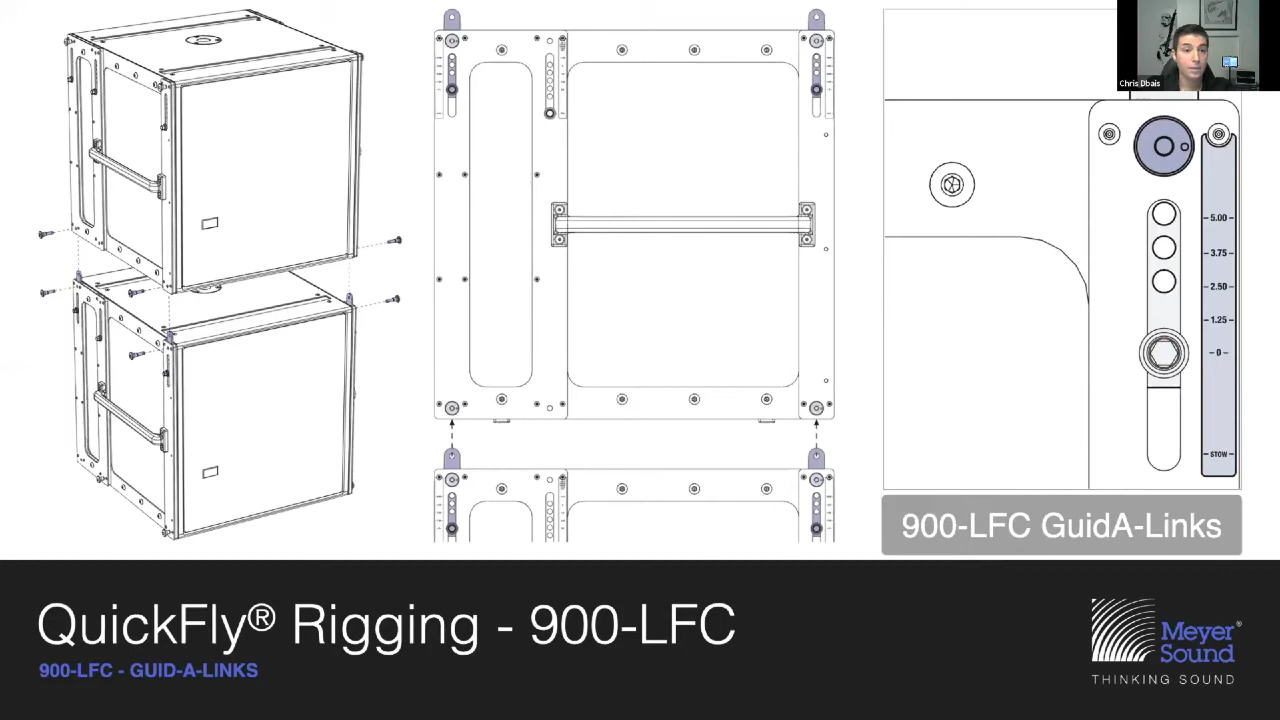 Chris Dbais
5.00
3.75
2.50
1.25
0
STOW
900-LFC GuidA-Links
QuickFly® Rigging - 900-LFC
900-LFC - GUID-A-LINKS
Meyer
Sound®
THINKING SOUND